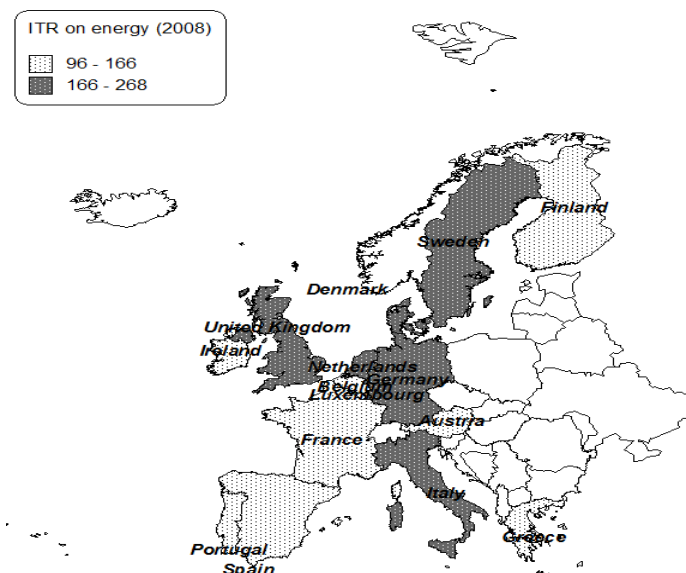 ITR on energy (2008)
96 - 166
166 - 268
Finland
Sweden
Denmark
United Kingdom
Ireland
Netherlands
Germany
Belgium
Luxembourg
Austria
France
Italy
Greece
Portugal
Spain